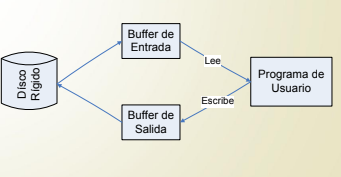 Disco
Rígido
Buffer de
Entrada
Lee
Programa de
Usuario
Escribe
Buffer de
Salida